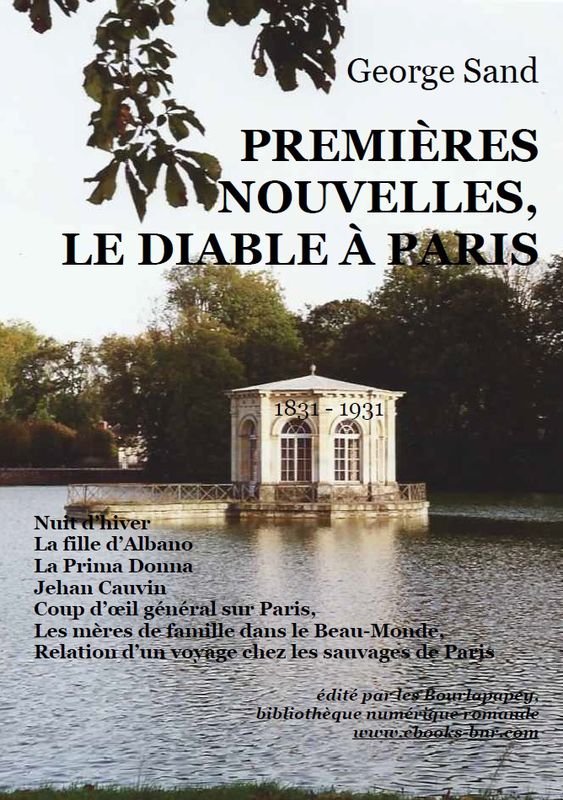 George Sand
PREMIÈRES
NOUVELLES,
LE DIABLE À PARIS
1831 - 1931
Nuit d'hiver
La fille d'Albano
La Prima Donna
Jehan Cauvin
Coup d'œil général sur Paris,
Les mères de famille dans le Beau-Monde,
Relation d'un voyage chez les sauvages de Paris
édité par les Bourlapapey,
bibliothèque numérique romande
www.ebooks-bnr.com